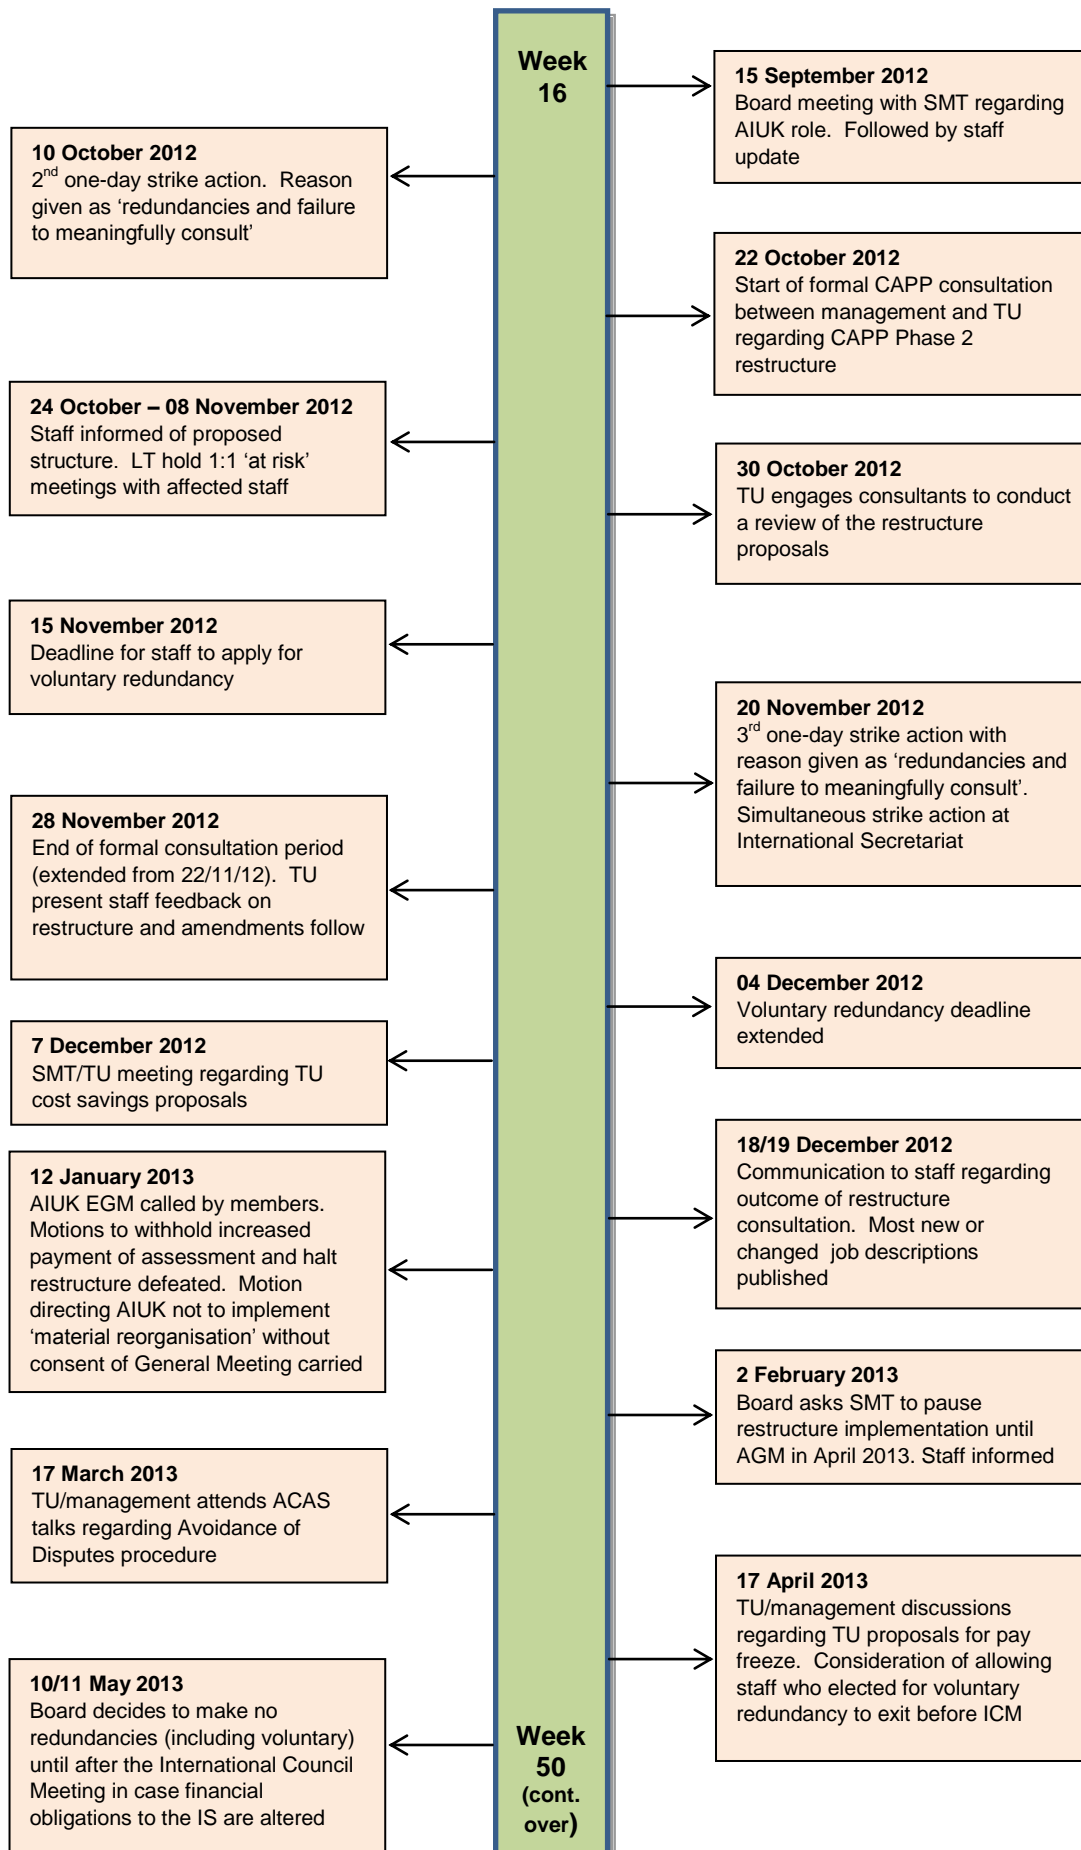 Week
16
15 September 2012
Board meeting with SMT regarding
AIUK role.  Followed by staff
update
10 October 2012
2nd one-day strike action.  Reason
given as ‘redundancies and failure
to meaningfully consult’
22 October 2012
Start of formal CAPP consultation
between management and TU
regarding CAPP Phase 2
restructure
24 October – 08 November 2012
Staff informed of proposed
structure.  LT hold 1:1 ‘at risk’
meetings with affected staff
30 October 2012
TU engages consultants to conduct
a review of the restructure
proposals
15 November 2012
Deadline for staff to apply for
voluntary redundancy
20 November 2012
3rd one-day strike action with
reason given as ‘redundancies and
failure to meaningfully consult’.
Simultaneous strike action at
International Secretariat
28 November 2012
End of formal consultation period
(extended from 22/11/12).  TU
present staff feedback on
restructure and amendments follow
04 December 2012
Voluntary redundancy deadline
extended
7 December 2012
SMT/TU meeting regarding TU
cost savings proposals
18/19 December 2012
Communication to staff regarding
outcome of restructure
consultation.  Most new or
changed  job descriptions
published
12 January 2013
AIUK EGM called by members.
Motions to withhold increased
payment of assessment and halt
restructure defeated.  Motion
directing AIUK not to implement
‘material reorganisation’ without
consent of General Meeting carried
2 February 2013
Board asks SMT to pause
restructure implementation until
AGM in April 2013. Staff informed
17 March 2013
TU/management attends ACAS
talks regarding Avoidance of
Disputes procedure
17 April 2013
TU/management discussions
regarding TU proposals for pay
freeze.  Consideration of allowing
staff who elected for voluntary
redundancy to exit before ICM
10/11 May 2013
Board decides to make no
redundancies (including voluntary)
until after the International Council
Meeting in case financial
obligations to the IS are altered
Week
50
(cont.
over)